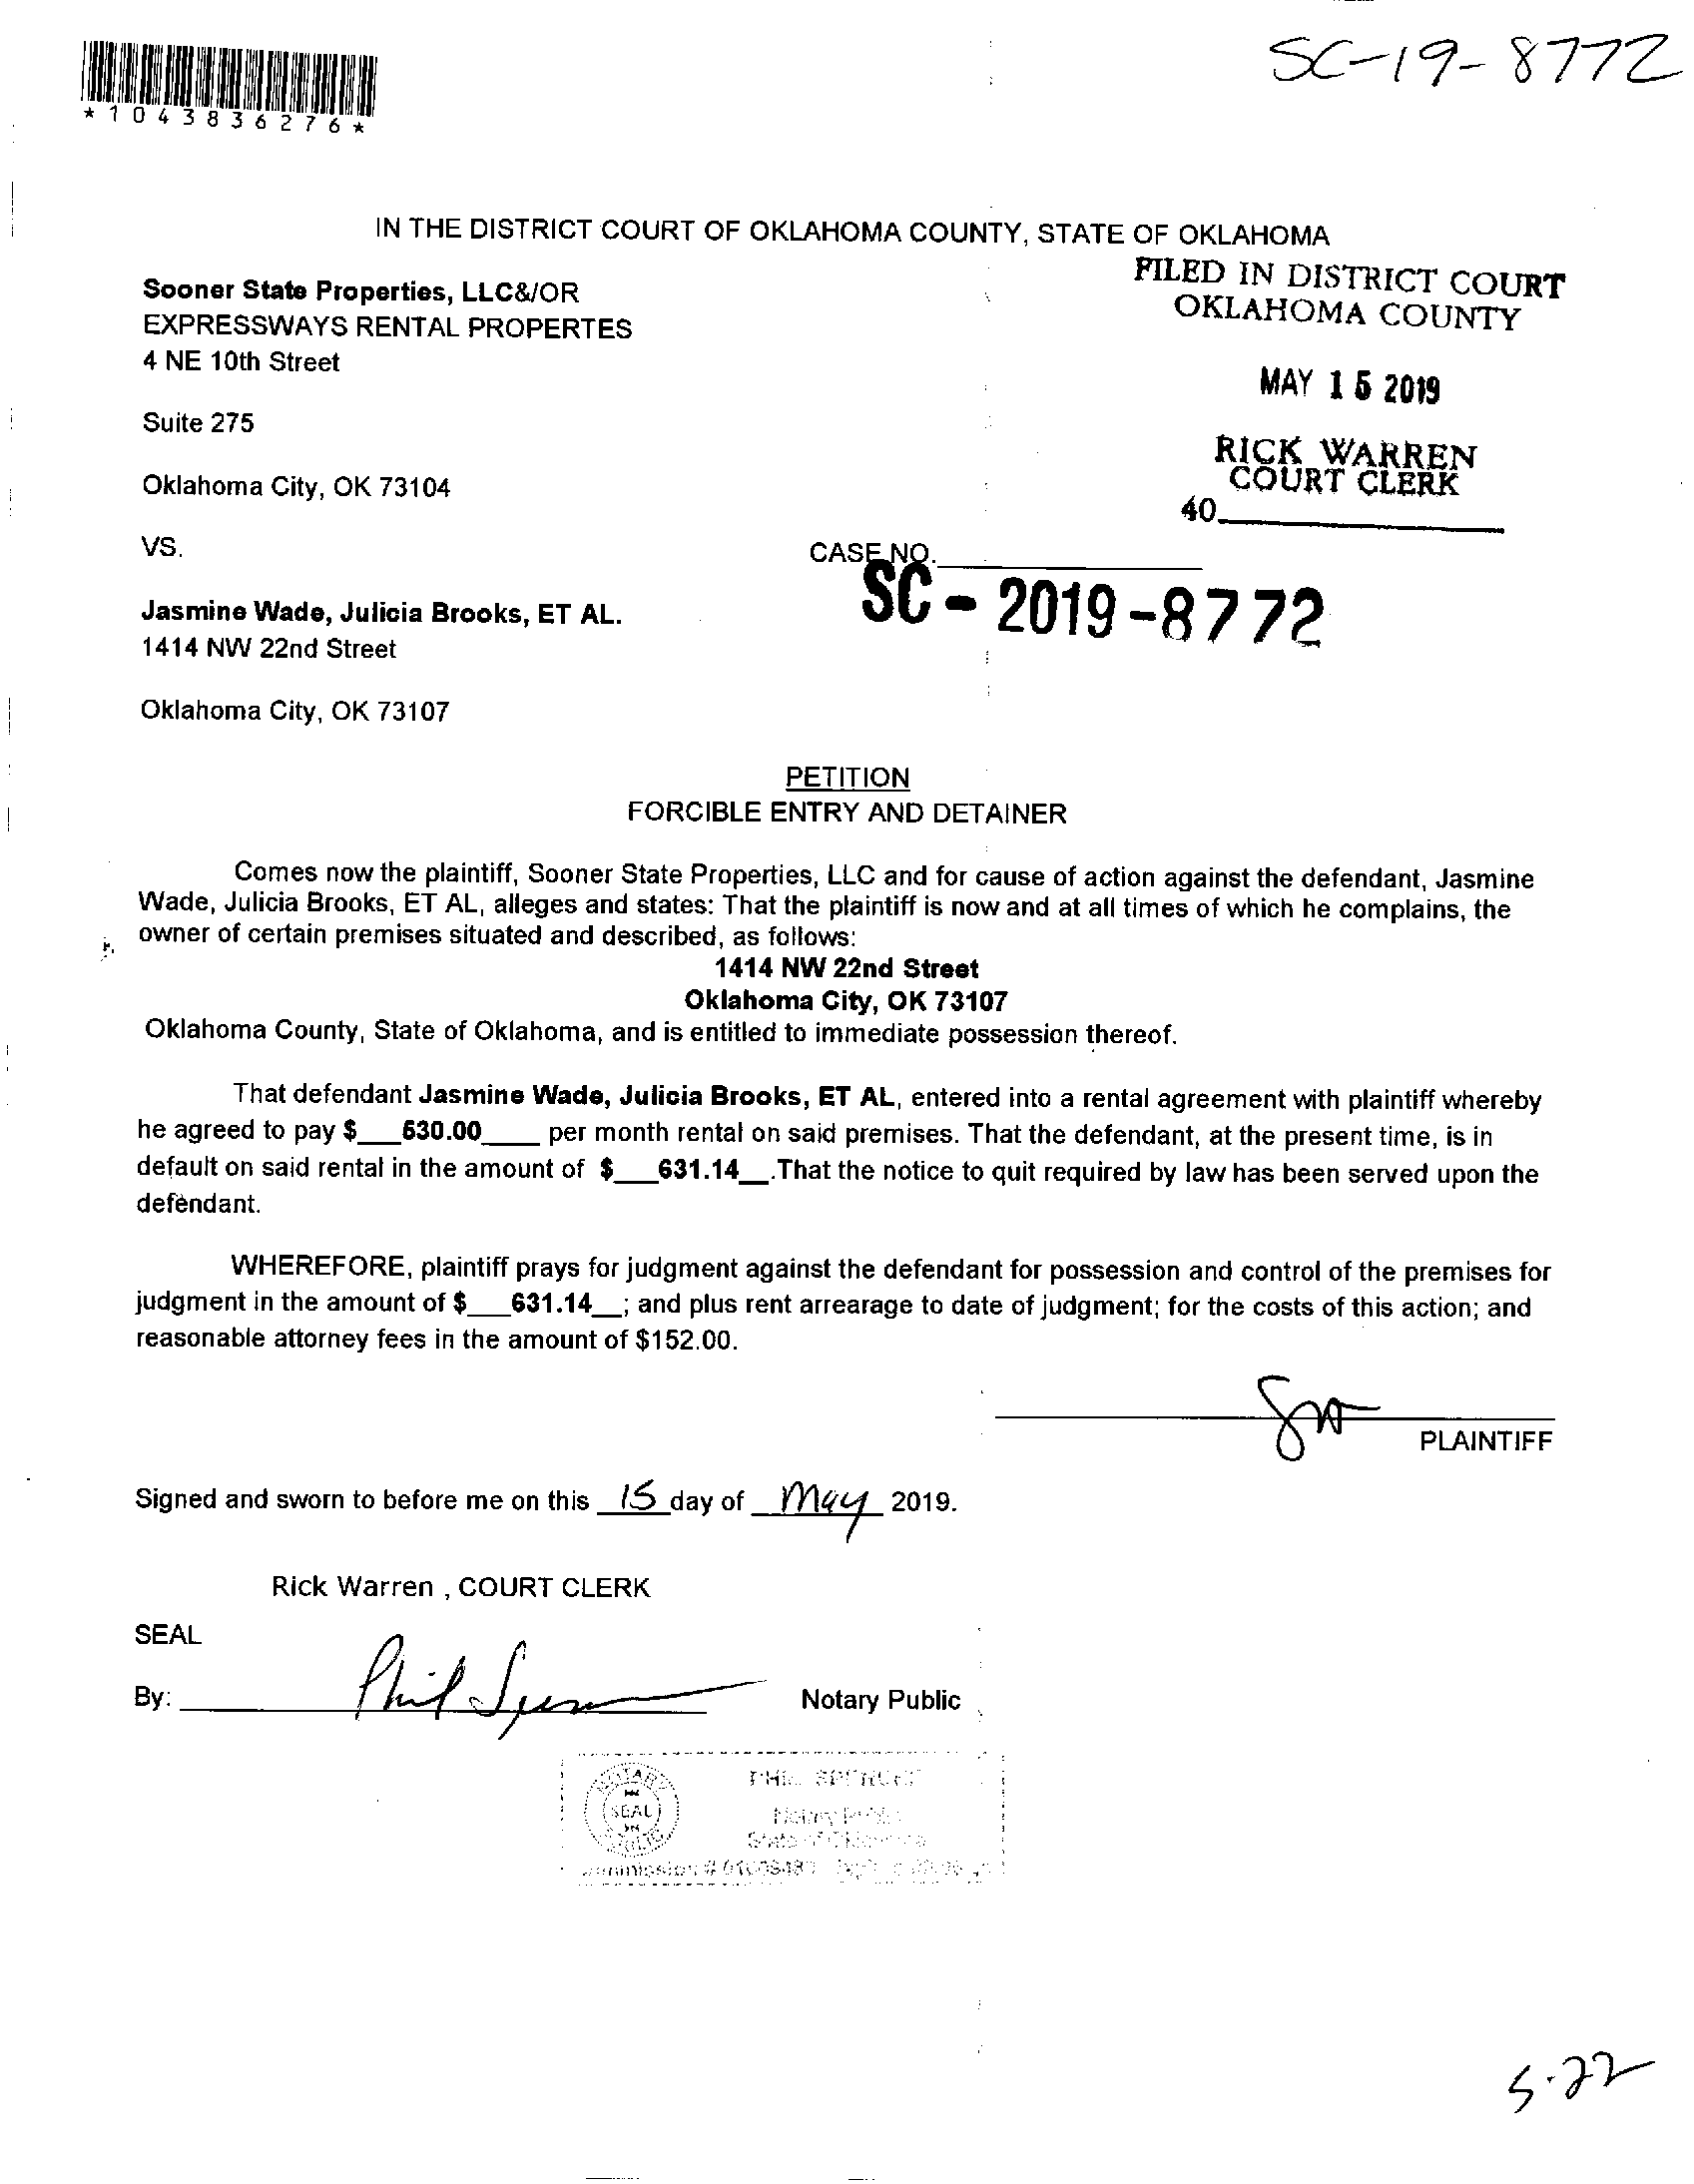 SC-19-8772
*1043836276*
IN THE DISTRICT COURT OF OKLAHOMA COUNTY, STATE OF OKLAHOMA
FILED IN DISTRICT COURT
OKLAHOMA COUNTY
Sooner State Properties, LLC&/OR
EXPRESSWAYS RENTAL PROPERTES
4 NE 10th Street
MAY 15 2019
Suite 275
RICK WARREN
COURT CLERK
Oklahoma City, OK 73104
40
VS.
CASE NO.
SC - 2019 -8772
Jasmine Wade, Julicia Brooks, ET AL.
1414 NW 22nd Street
Oklahoma City, OK 73107
PETITION
FORCIBLE ENTRY AND DETAINER
Comes now the plaintiff, Sooner State Properties, LLC and for cause of action against the defendant, Jasmine
Wade, Julicia Brooks, ET AL, alleges and states: That the plaintiff is now and at all times of which he complains, the
owner of certain premises situated and described, as follows:
1414 NW 22nd Street
Oklahoma City, OK 73107
Oklahoma County, State of Oklahoma, and is entitled to immediate possession thereof.
That defendant Jasmine Wade, Julicia Brooks, ET AL, entered into a rental agreement with plaintiff whereby
he agreed to pay $___530.00____ per month rental on said premises. That the defendant, at the present time, is in
default on said rental in the amount of $___631.14__.That the notice to quit required by law has been served upon the
defendant.
WHEREFORE, plaintiff prays for judgment against the defendant for possession and control of the premises for
judgment in the amount of $___631.14__; and plus rent arrearage to date of judgment; for the costs of this action; and
reasonable attorney fees in the amount of $152.00.
PLAINTIFF
Signed and sworn to before me on this 15 day of May 2019.
Rick Warren , COURT CLERK
SEAL
By: Phil Spencer Notary Public
NOTARY
SEAL
PUBLIC
PHIL SPENCER
Notary Public
State of Oklahoma
5-22